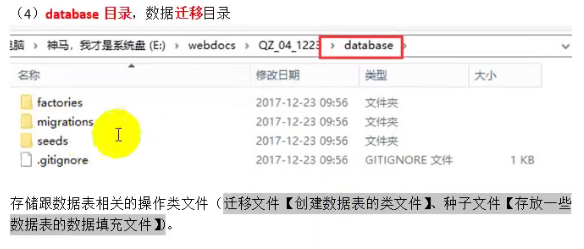 （4）database 目录，数据迁移目录
电脑 › 神马，我才是系统盘 (E:) › webdocs › QZ_04_1223 › database ›
名称 修改日期 类型 大小
factories 2017-12-23 09:56 文件夹
migrations 2017-12-23 09:56 文件夹
seeds 2017-12-23 09:56 文件夹
.gitignore 2017-12-23 09:56 GITIGNORE 文件 1 KB
存储跟数据表相关的操作类文件（迁移文件【创建数据表的类文件】、种子文件【存放一些
数据表的数据填充文件】）。